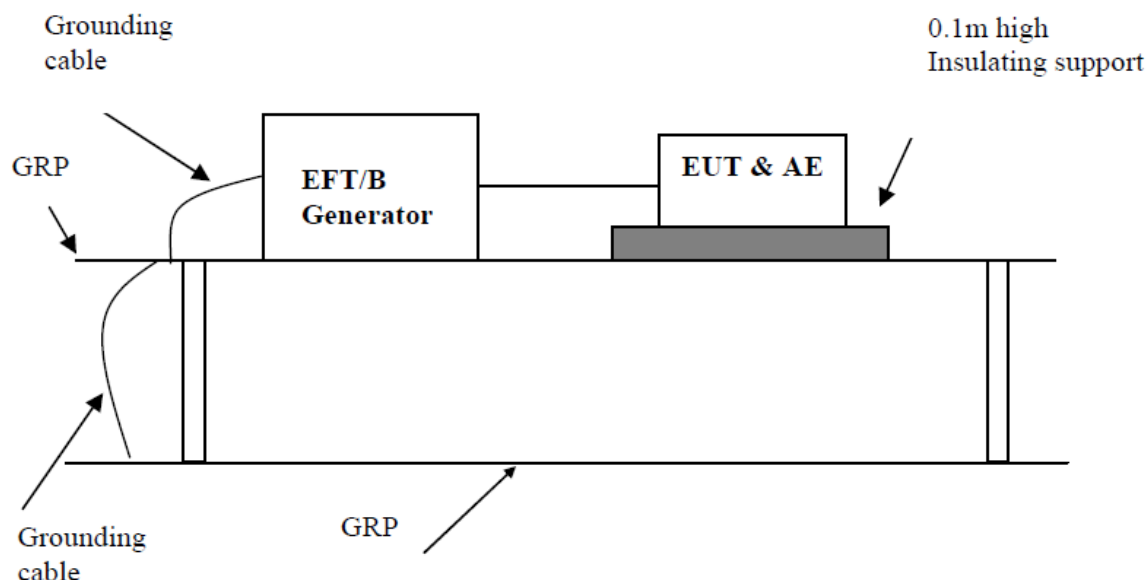 Grounding
cable
0.1m high
Insulating support
GRP
EFT/B
Generator
EUT & AE
GRP
Grounding
cable